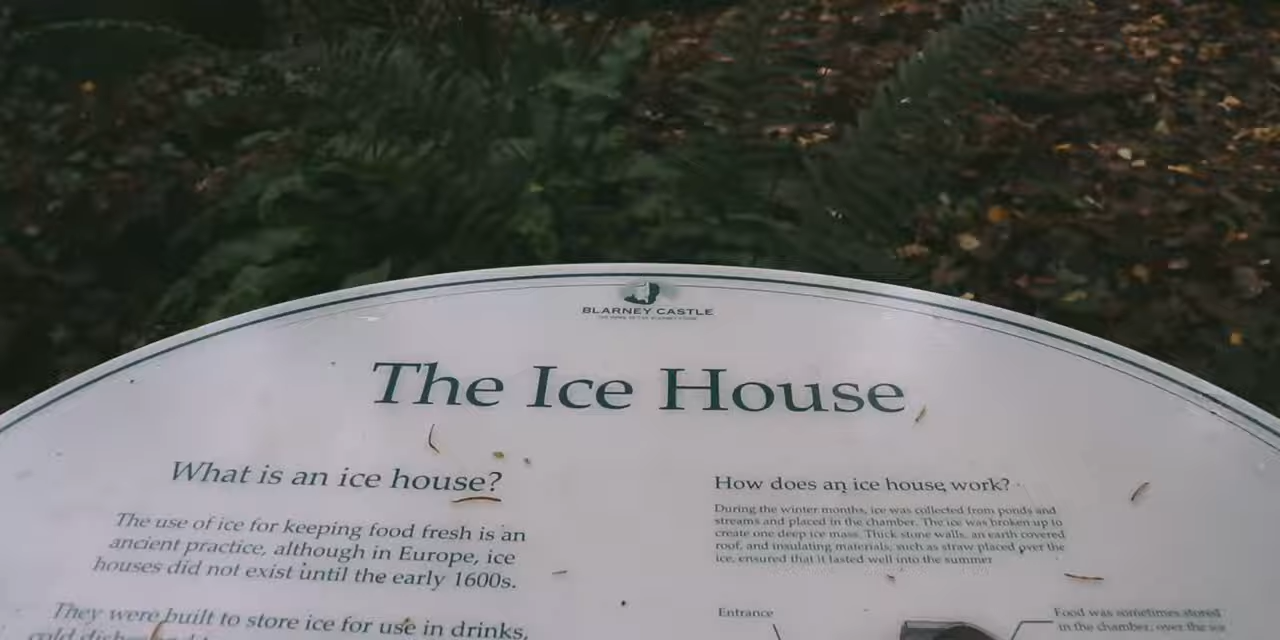 BLARNEY CASTLE
The Ice House
What is an ice house?
The use of ice for keeping food fresh is an
ancient practice, although in Europe, ice
houses did not exist until the early 1600s.
They were built to store ice for use in drinks,
cold
How does an ice house work?
During the winter months, ice was collected from ponds and
streams and placed in the chamber. The ice was broken up to
create one deep ice mass. Thick stone walls, an earth covered
roof, and insulating materials, such as straw placed over the
ice, ensured that it lasted well into the summer
Entrance
Food was sometimes stored
in the chamber, over the ice